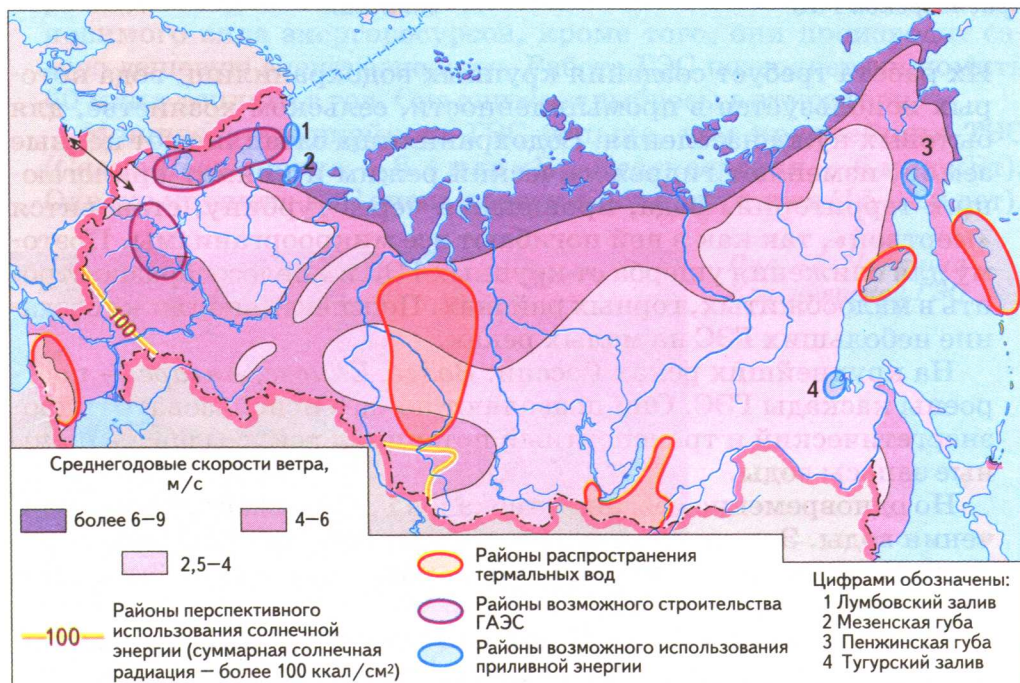 1
2
3
4
100
Среднегодовые скорости ветра,
м/с
более 6–9
4–6
2,5–4
100
Районы перспективного
использования солнечной
энергии (суммарная солнечная
радиация – более 100 ккал/см²)
Районы распространения
термальных вод
Районы возможного строительства
ГАЭС
Районы возможного использования
приливной энергии
Цифрами обозначены:
1 Лумбовский залив
2 Мезенская губа
3 Пенжинская губа
4 Тугурский залив